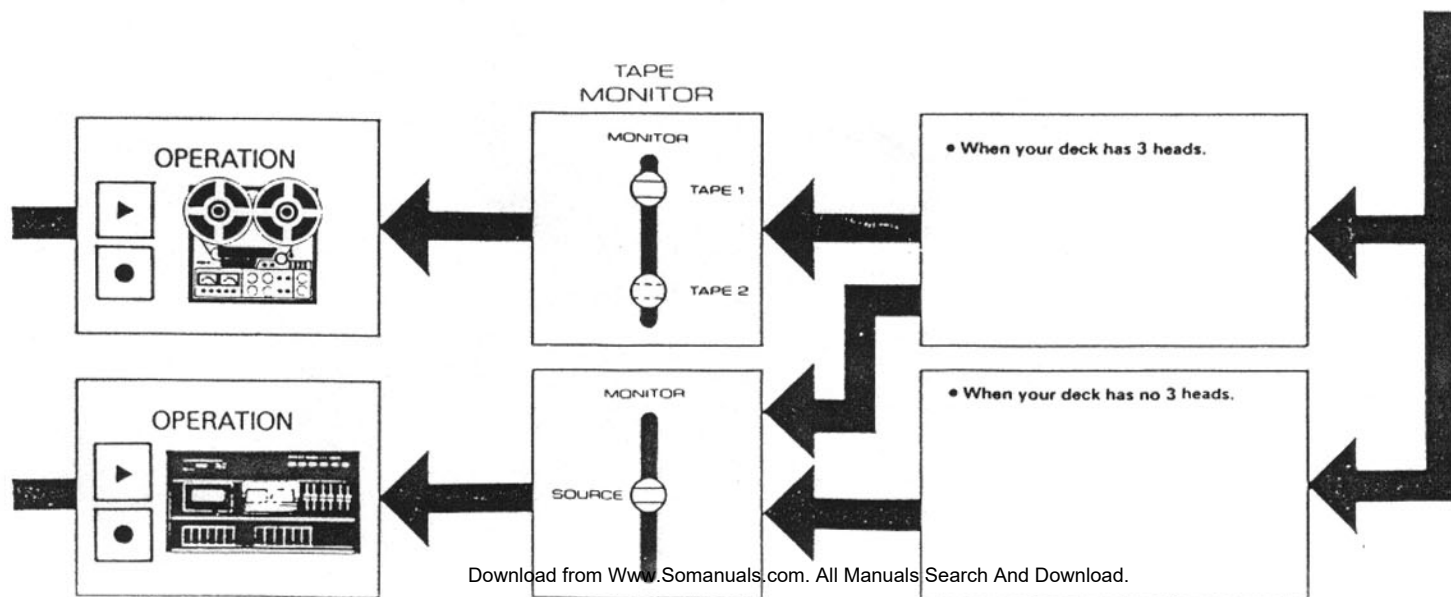 TAPE
MONITOR
OPERATION
MONITOR
TAPE 1
TAPE 2
• When your deck has 3 heads.
OPERATION
MONITOR
SOURCE
• When your deck has no 3 heads.
Download from Www.Somanuals.com. All Manuals Search And Download.